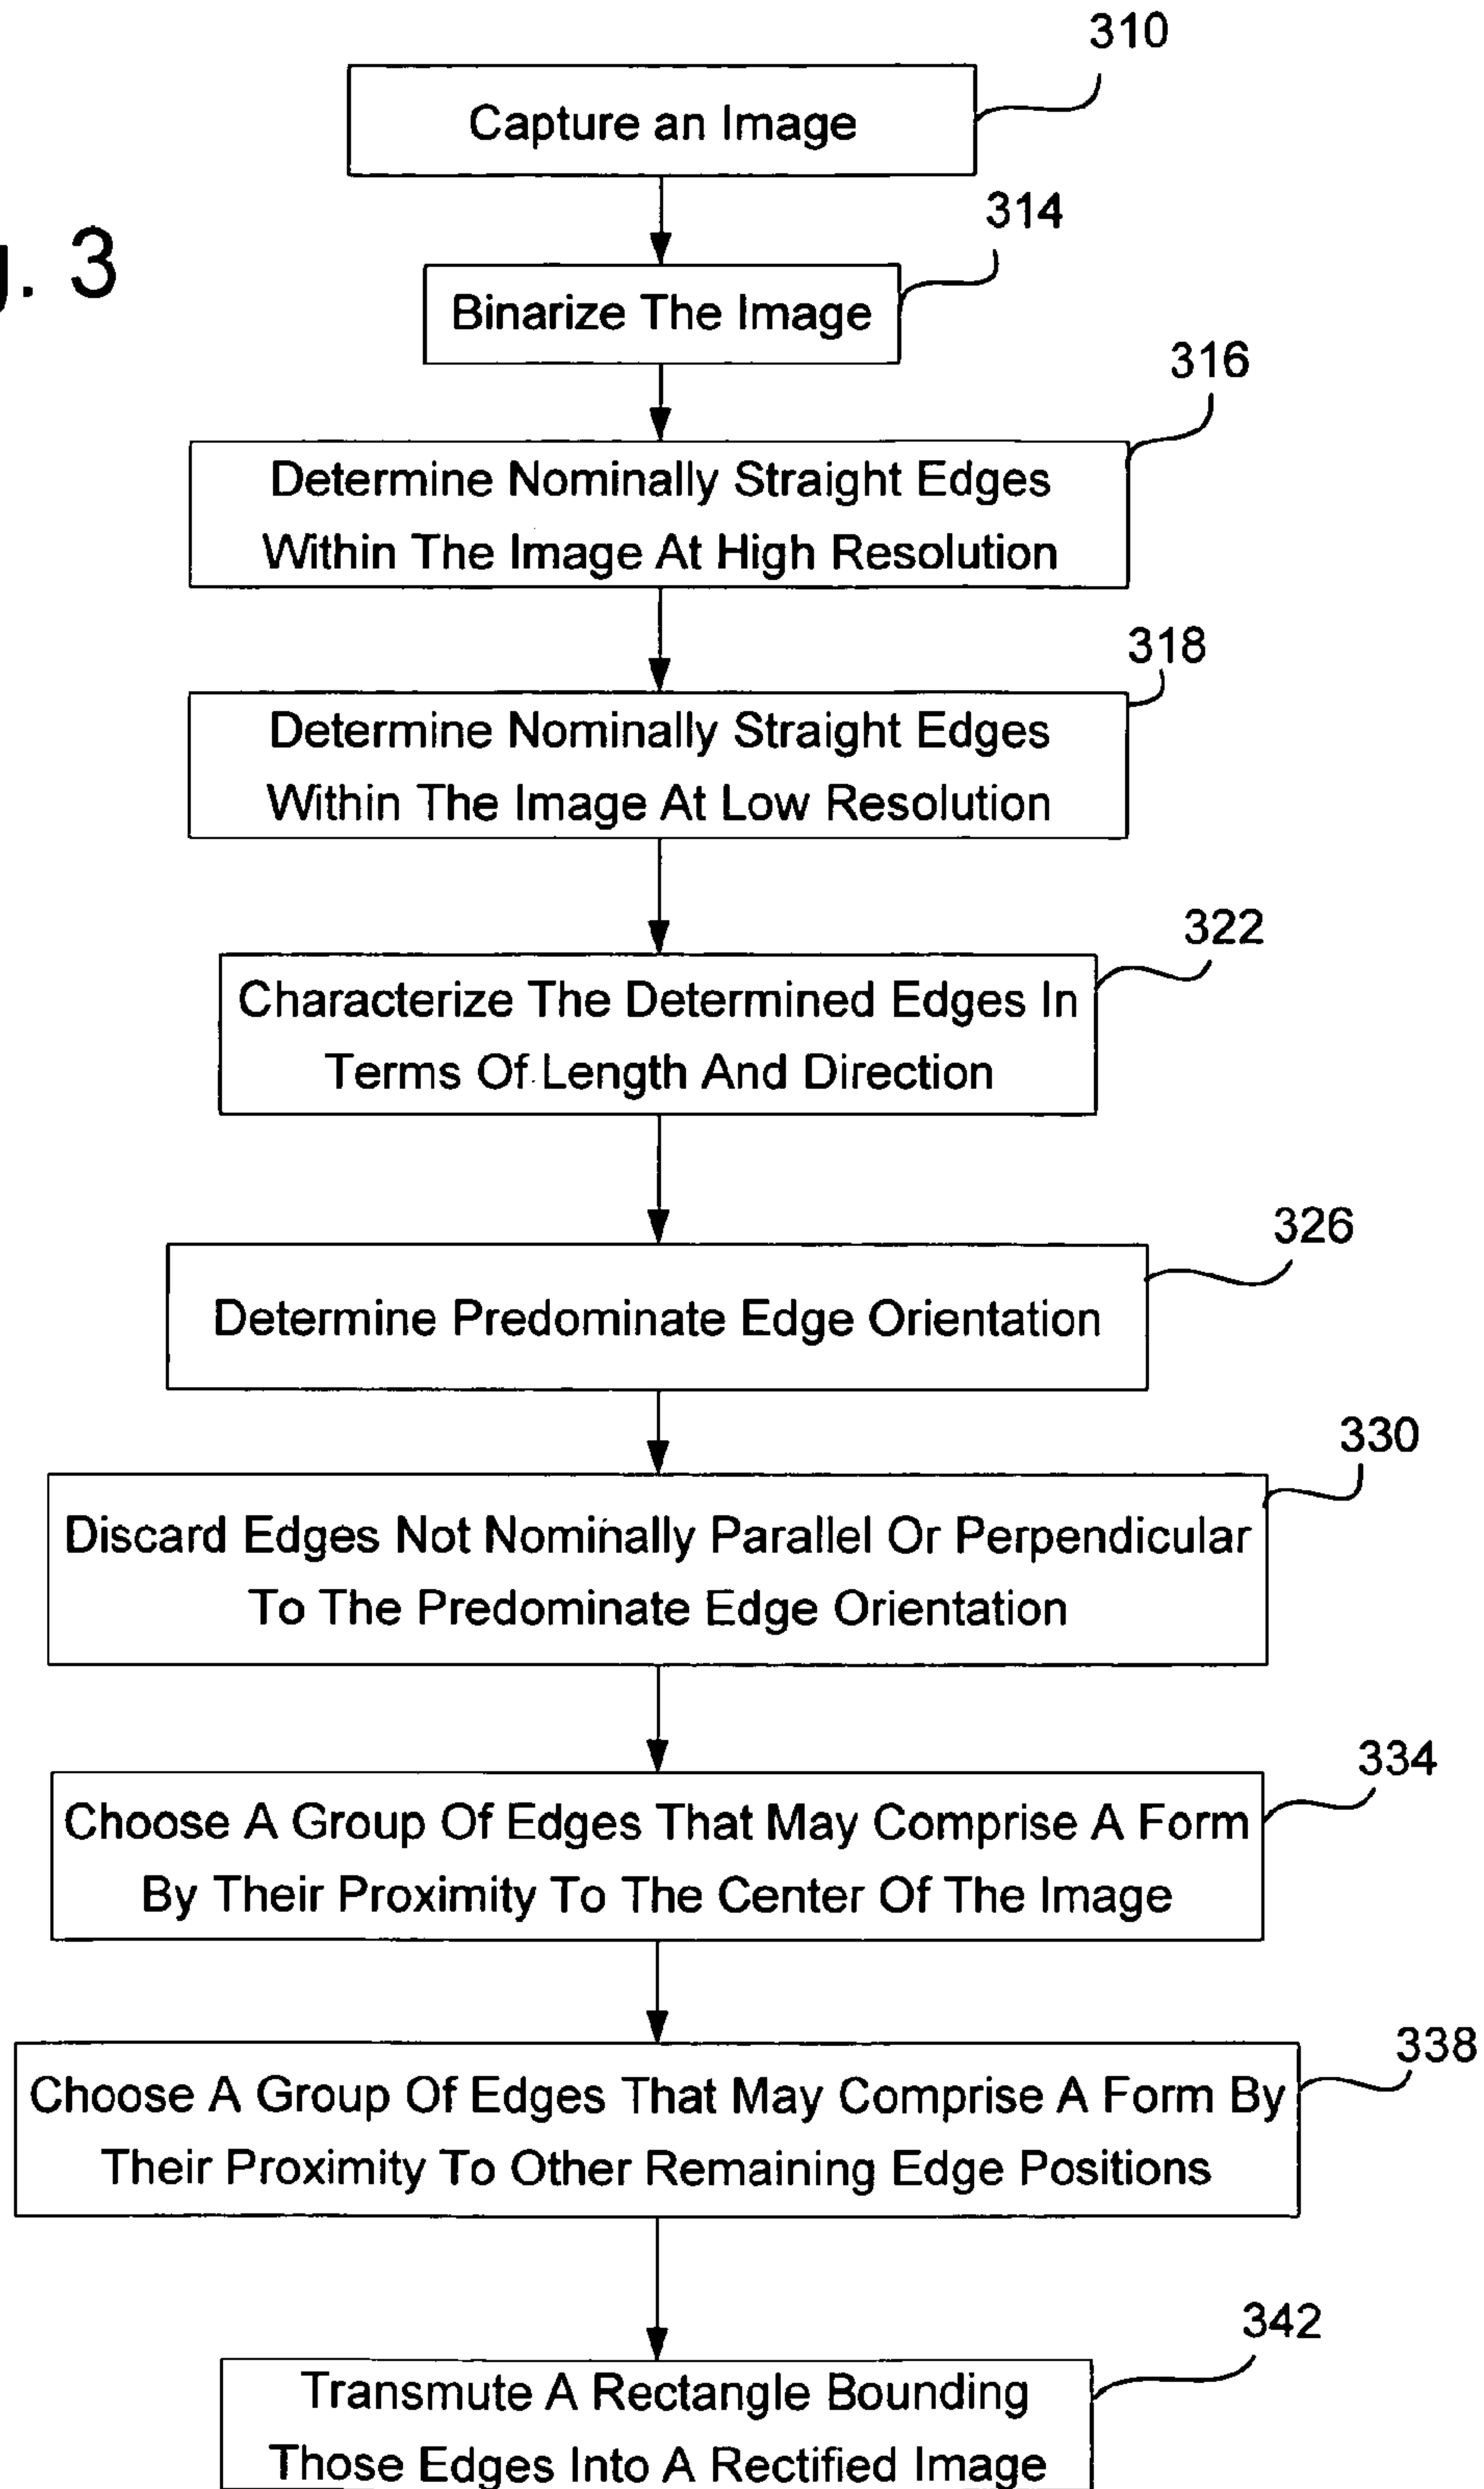 310
Capture an Image
314
g. 3
Binarize The Image
316
Determine Nominally Straight Edges
Within The Image At High Resolution
318
Determine Nominally Straight Edges
Within The Image At Low Resolution
322
Characterize The Determined Edges In
Terms Of Length And Direction
326
Determine Predominate Edge Orientation
330
Discard Edges Not Nominally Parallel Or Perpendicular
To The Predominate Edge Orientation
334
Choose A Group Of Edges That May Comprise A Form
By Their Proximity To The Center Of The Image
338
Choose A Group Of Edges That May Comprise A Form By
Their Proximity To Other Remaining Edge Positions
342
Transmute A Rectangle Bounding
Those Edges Into A Rectified Image